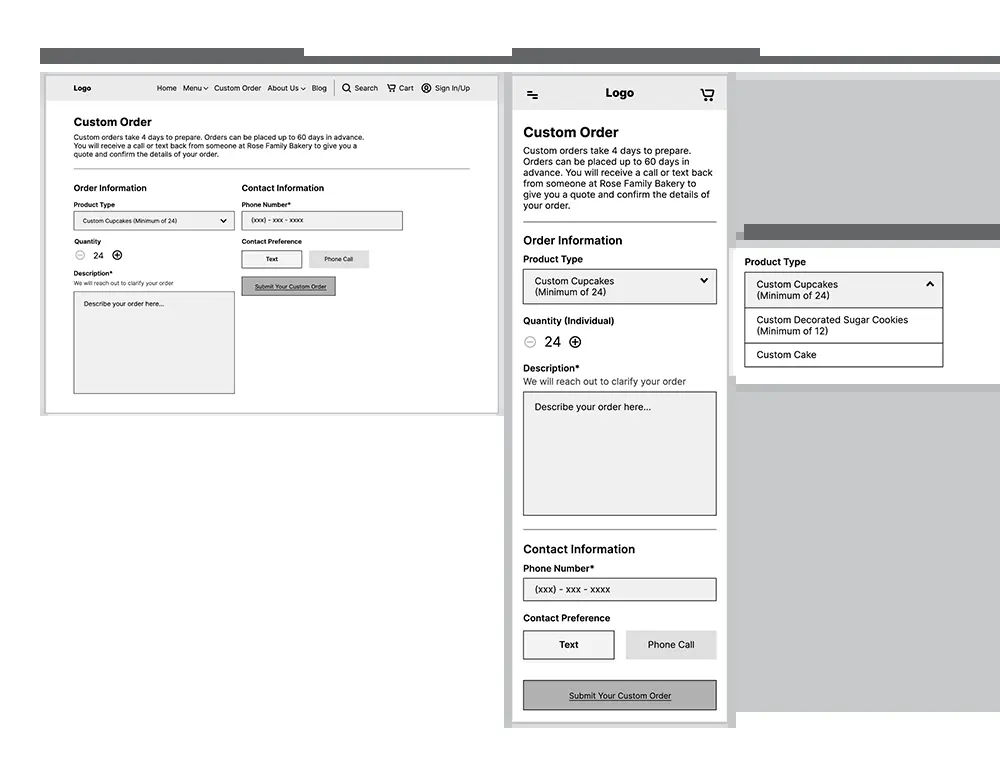 Logo
Home Menu Custom Order About Us Blog Search Cart Sign In/Up
Custom Order
Custom orders take 4 days to prepare. Orders can be placed up to 60 days in advance.
You will receive a call or text back from someone at Rose Family Bakery to give you a
quote and confirm the details of your order.
Order Information
Product Type
Custom Cupcakes (Minimum of 24)
Quantity
24
Description*
We will reach out to clarify your order
Describe your order here...
Contact Information
Phone Number*
(xxx) - xxx - xxxx
Contact Preference
Text Phone Call
Submit Your Custom Order
Logo
Custom Order
Custom orders take 4 days to prepare.
Orders can be placed up to 60 days in
advance. You will receive a call or text back
from someone at Rose Family Bakery to
give you a quote and confirm the details of
your order.
Order Information
Product Type
Custom Cupcakes
(Minimum of 24)
Quantity (Individual)
24
Description*
We will reach out to clarify your order
Describe your order here...
Contact Information
Phone Number*
(xxx) - xxx - xxxx
Contact Preference
Text Phone Call
Submit Your Custom Order
Product Type
Custom Cupcakes
(Minimum of 24)
Custom Decorated Sugar Cookies
(Minimum of 12)
Custom Cake